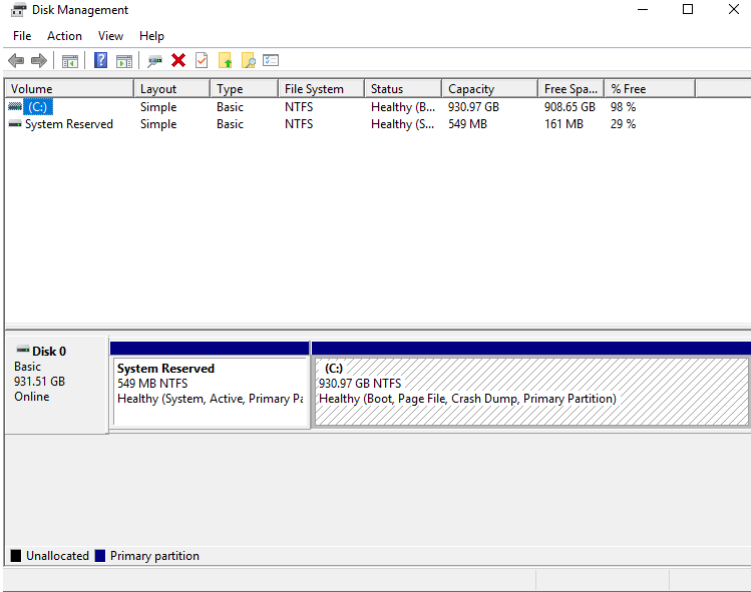 Disk Management
File Action View Help
Volume Layout Type File System Status Capacity Free Spa... % Free
(C:) Simple Basic NTFS Healthy (B... 930.97 GB 908.65 GB 98 %
System Reserved Simple Basic NTFS Healthy (S... 549 MB 161 MB 29 %
Disk 0
Basic
931.51 GB
Online
System Reserved
549 MB NTFS
Healthy (System, Active, Primary Pa
(C:)
930.97 GB NTFS
Healthy (Boot, Page File, Crash Dump, Primary Partition)
Unallocated Primary partition